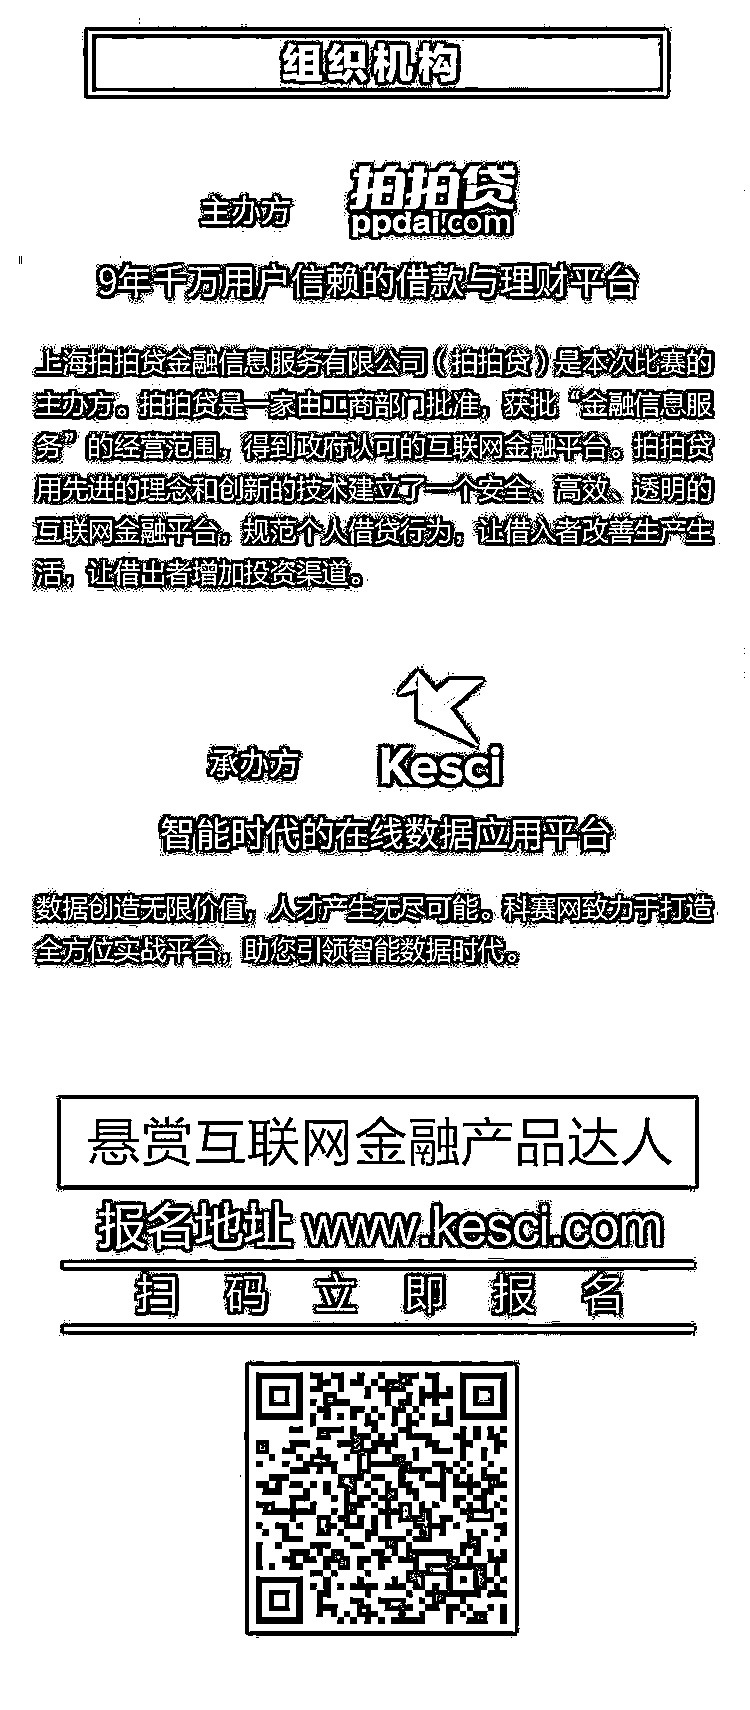 组织机构
主办方
拍拍贷
ppdai.com
9年千万用户信赖的借款与理财平台
上海拍拍贷金融信息服务有限公司（拍拍贷）是本次比赛的
主办方。拍拍贷是一家由工商部门批准，获批“金融信息服
务”的经营范围，得到政府认可的互联网金融平台。拍拍贷
用先进的理念和创新的技术建立了一个安全、高效、透明的
互联网金融平台，规范个人借贷行为，让借入者改善生产生
活，让借出者增加投资渠道。
承办方
Kesci
智能时代的在线数据应用平台
数据创造无限价值，人才产生无尽可能。科赛网致力于打造
全方位实战平台，助您引领智能数据时代。
悬赏互联网金融产品达人
报名地址 www.kesci.com
扫码立即报名